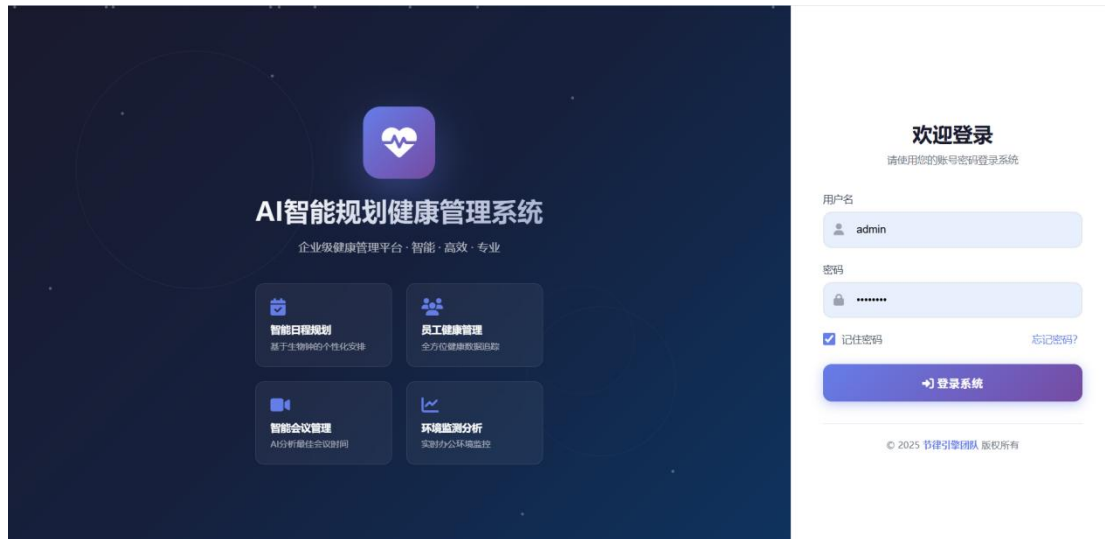 AI智能规划健康管理系统
企业级健康管理平台 · 智能 · 高效 · 专业
智能日程规划
基于生物钟的个性化安排
员工健康管理
全方位健康数据追踪
智能会议管理
AI分析最佳会议时间
环境监测分析
实时办公环境监控
欢迎登录
请使用您的账号密码登录系统
用户名
admin
密码
••••••••
记住密码
忘记密码?
登录系统
© 2025 节律引擎团队 版权所有